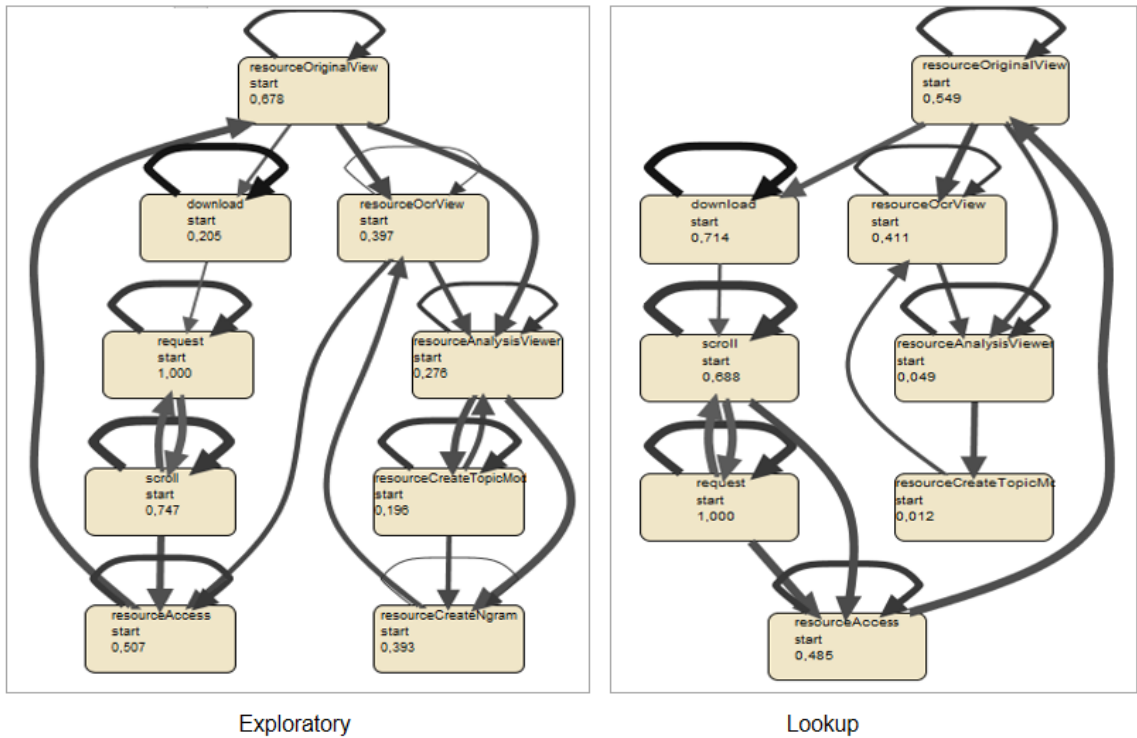 resourceOriginalView
start
0,678
download
start
0,205
resourceOcrView
start
0,397
request
start
1,000
resourceAnalysisViewer
start
0,276
scroll
start
0,747
resourceCreateTopicMod
start
0,196
resourceAccess
start
0,507
resourceCreateNgram
start
0,393
Exploratory
resourceOriginalView
start
0,549
download
start
0,714
resourceOcrView
start
0,411
scroll
start
0,688
resourceAnalysisViewer
start
0,049
request
start
1,000
resourceCreateTopicMo
start
0,012
resourceAccess
start
0,485
Lookup